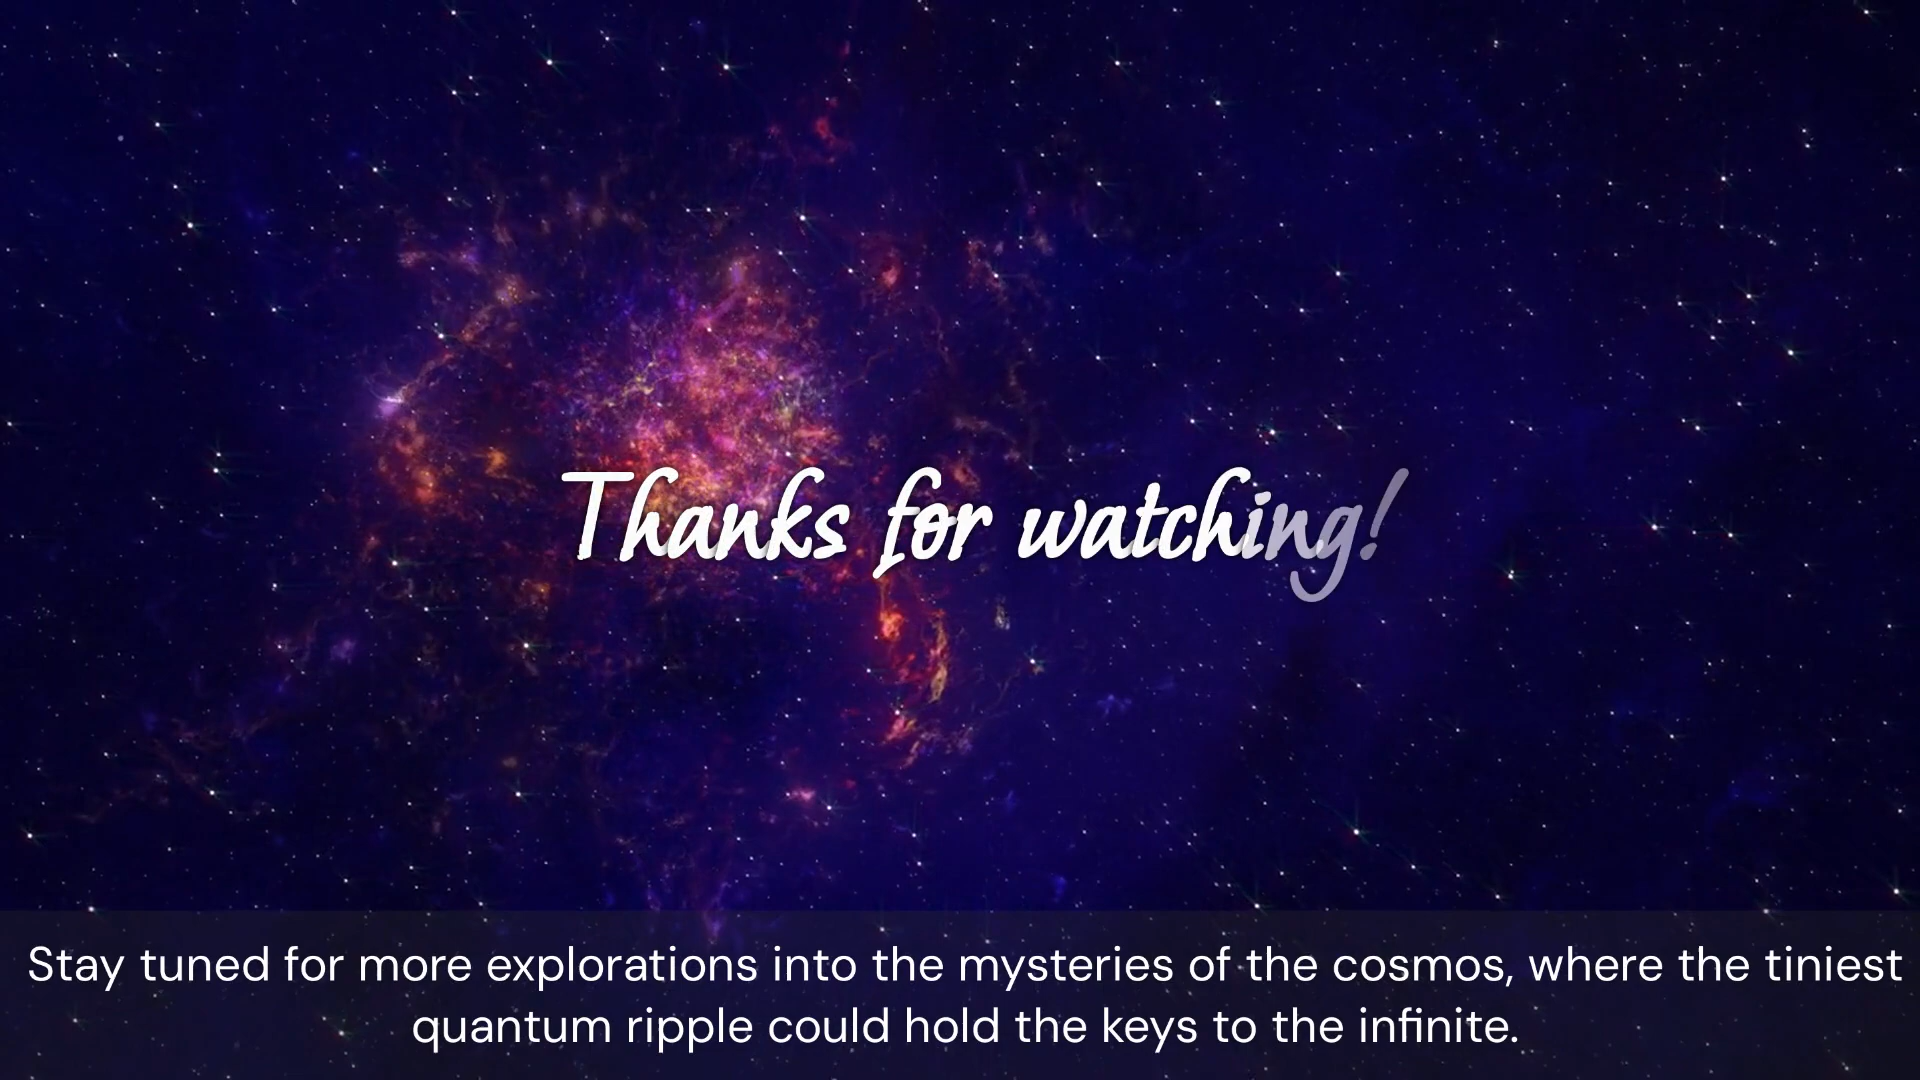 Thanks for watching!
Stay tuned for more explorations into the mysteries of the cosmos, where the tiniest
quantum ripple could hold the keys to the infinite.